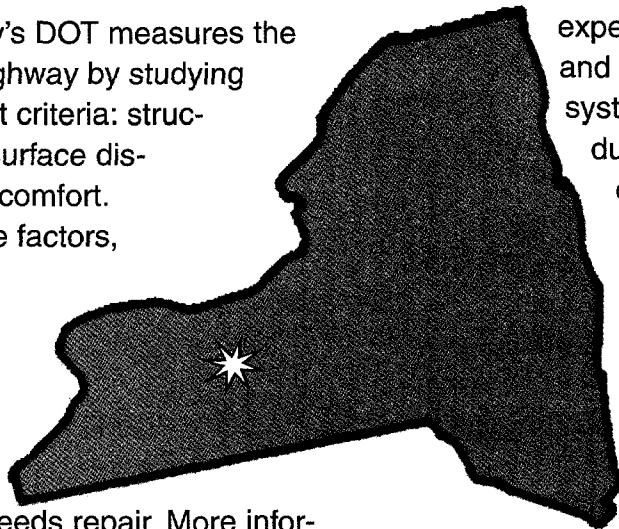 y's DOT measures the
ghway by studying
t criteria: struc-
urface dis-
comfort.
e factors,
eeds repair. More infor-
expe
and
syst
du